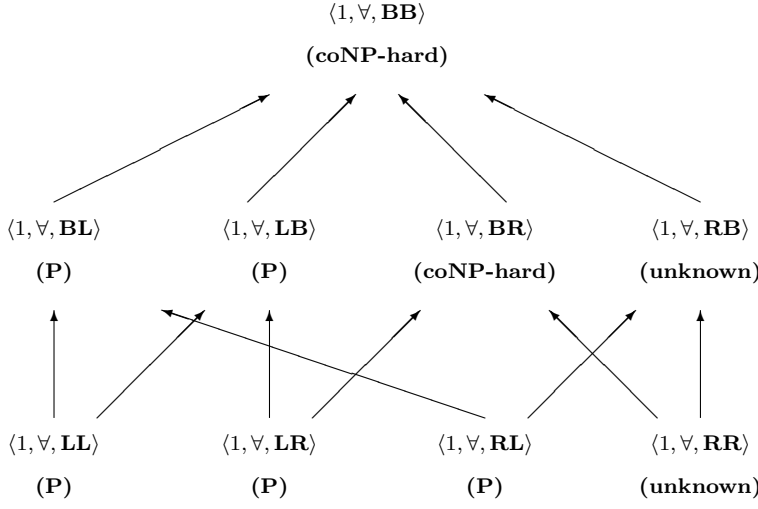 ⟨1, ∀, BB⟩
(coNP-hard)
⟨1, ∀, BL⟩ ⟨1, ∀, LB⟩ ⟨1, ∀, BR⟩ ⟨1, ∀, RB⟩
(P) (P) (coNP-hard) (unknown)
⟨1, ∀, LL⟩ ⟨1, ∀, LR⟩ ⟨1, ∀, RL⟩ ⟨1, ∀, RR⟩
(P) (P) (P) (unknown)